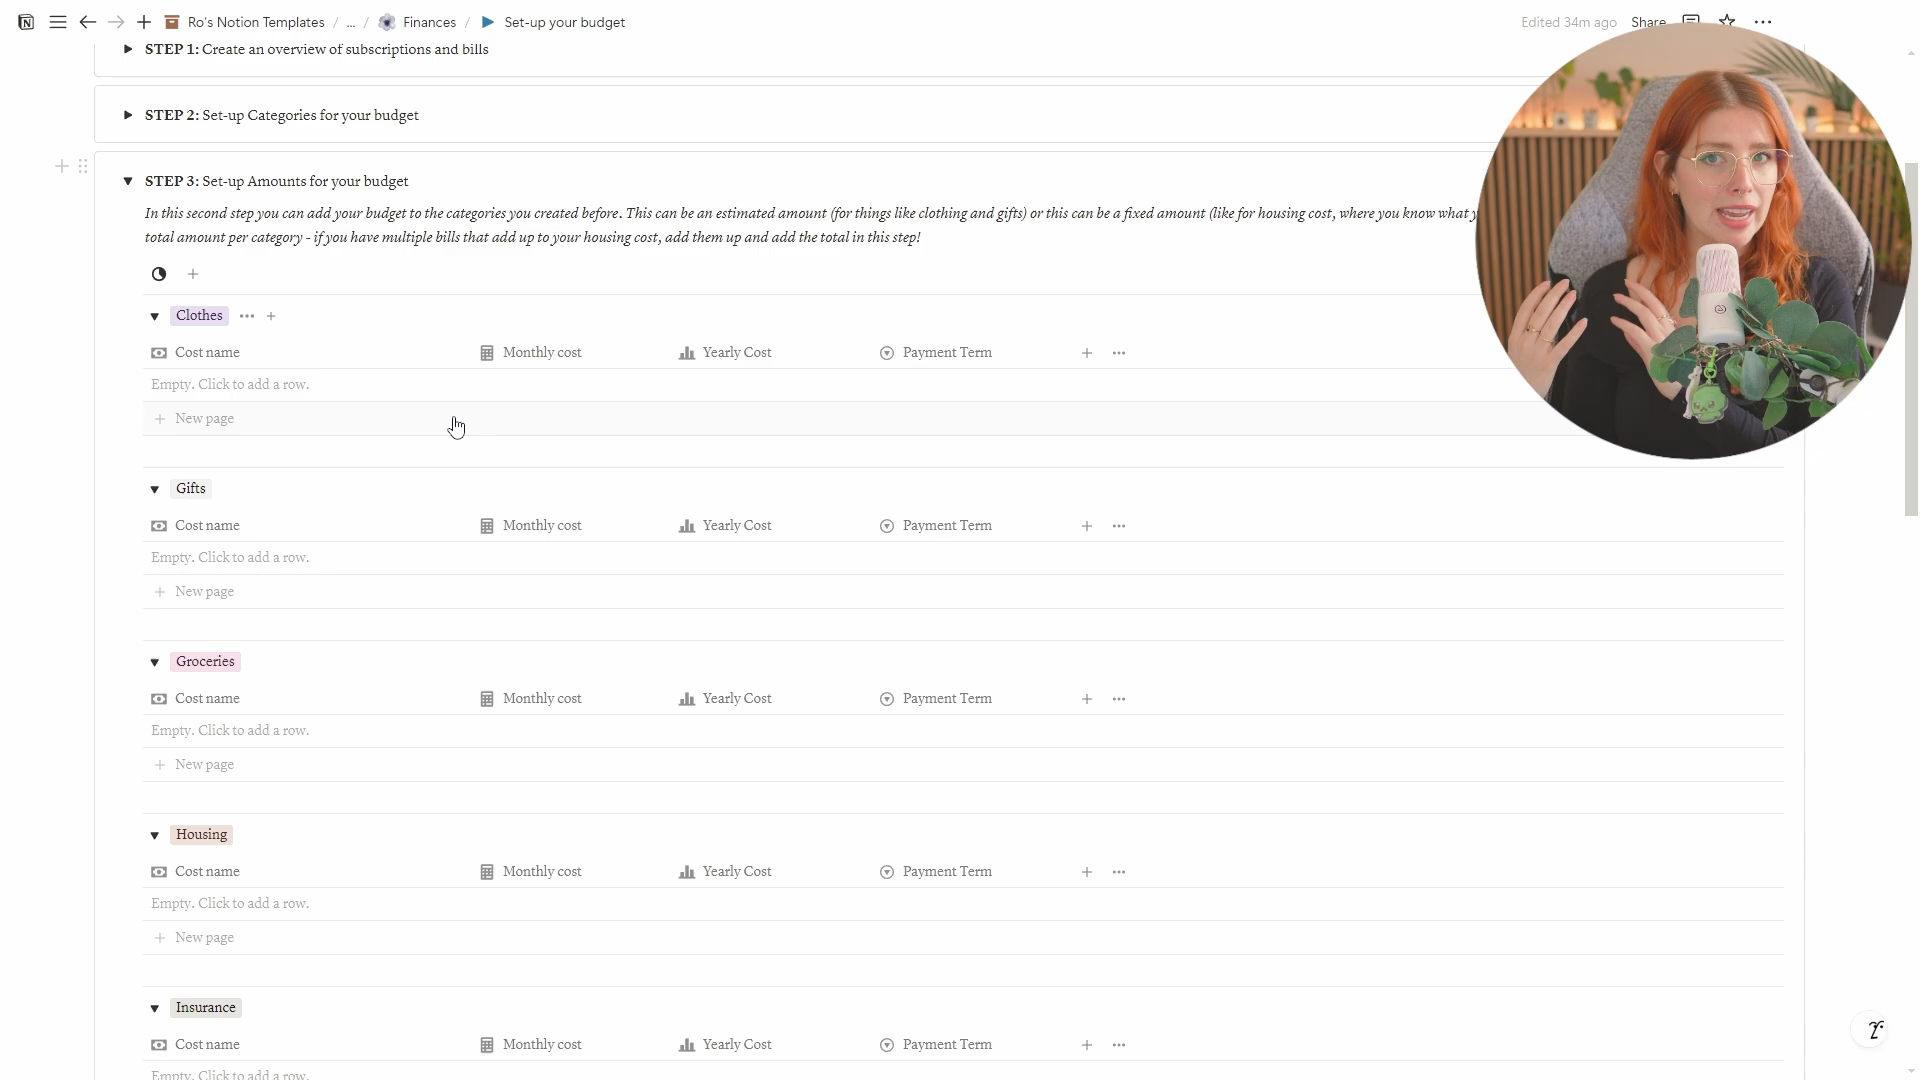 Ro's Notion Templates / ... / Finances / Set-up your budget
Edited 34m ago Share
STEP 1: Create an overview of subscriptions and bills
STEP 2: Set-up Categories for your budget
STEP 3: Set-up Amounts for your budget
In this second step you can add your budget to the categories you created before. This can be an estimated amount (for things like clothing and gifts) or this can be a fixed amount (like for housing cost, where you know what
total amount per category - if you have multiple bills that add up to your housing cost, add them up and add the total in this step!
Clothes
Cost name Monthly cost Yearly Cost Payment Term
Empty. Click to add a row.
New page
Gifts
Cost name Monthly cost Yearly Cost Payment Term
Empty. Click to add a row.
New page
Groceries
Cost name Monthly cost Yearly Cost Payment Term
Empty. Click to add a row.
New page
Housing
Cost name Monthly cost Yearly Cost Payment Term
Empty. Click to add a row.
New page
Insurance
Cost name Monthly cost Yearly Cost Payment Term
Empty. Click to add a row.